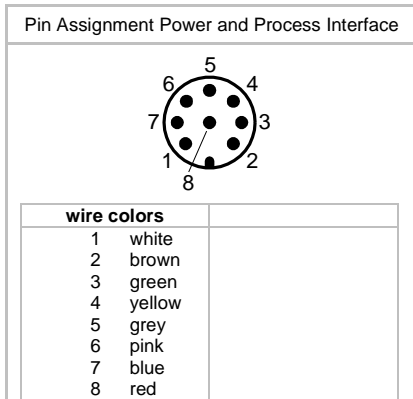 Pin Assignment Power and Process Interface
5
6 4
7 3
1 2
8
wire colors
1 white
2 brown
3 green
4 yellow
5 grey
6 pink
7 blue
8 red